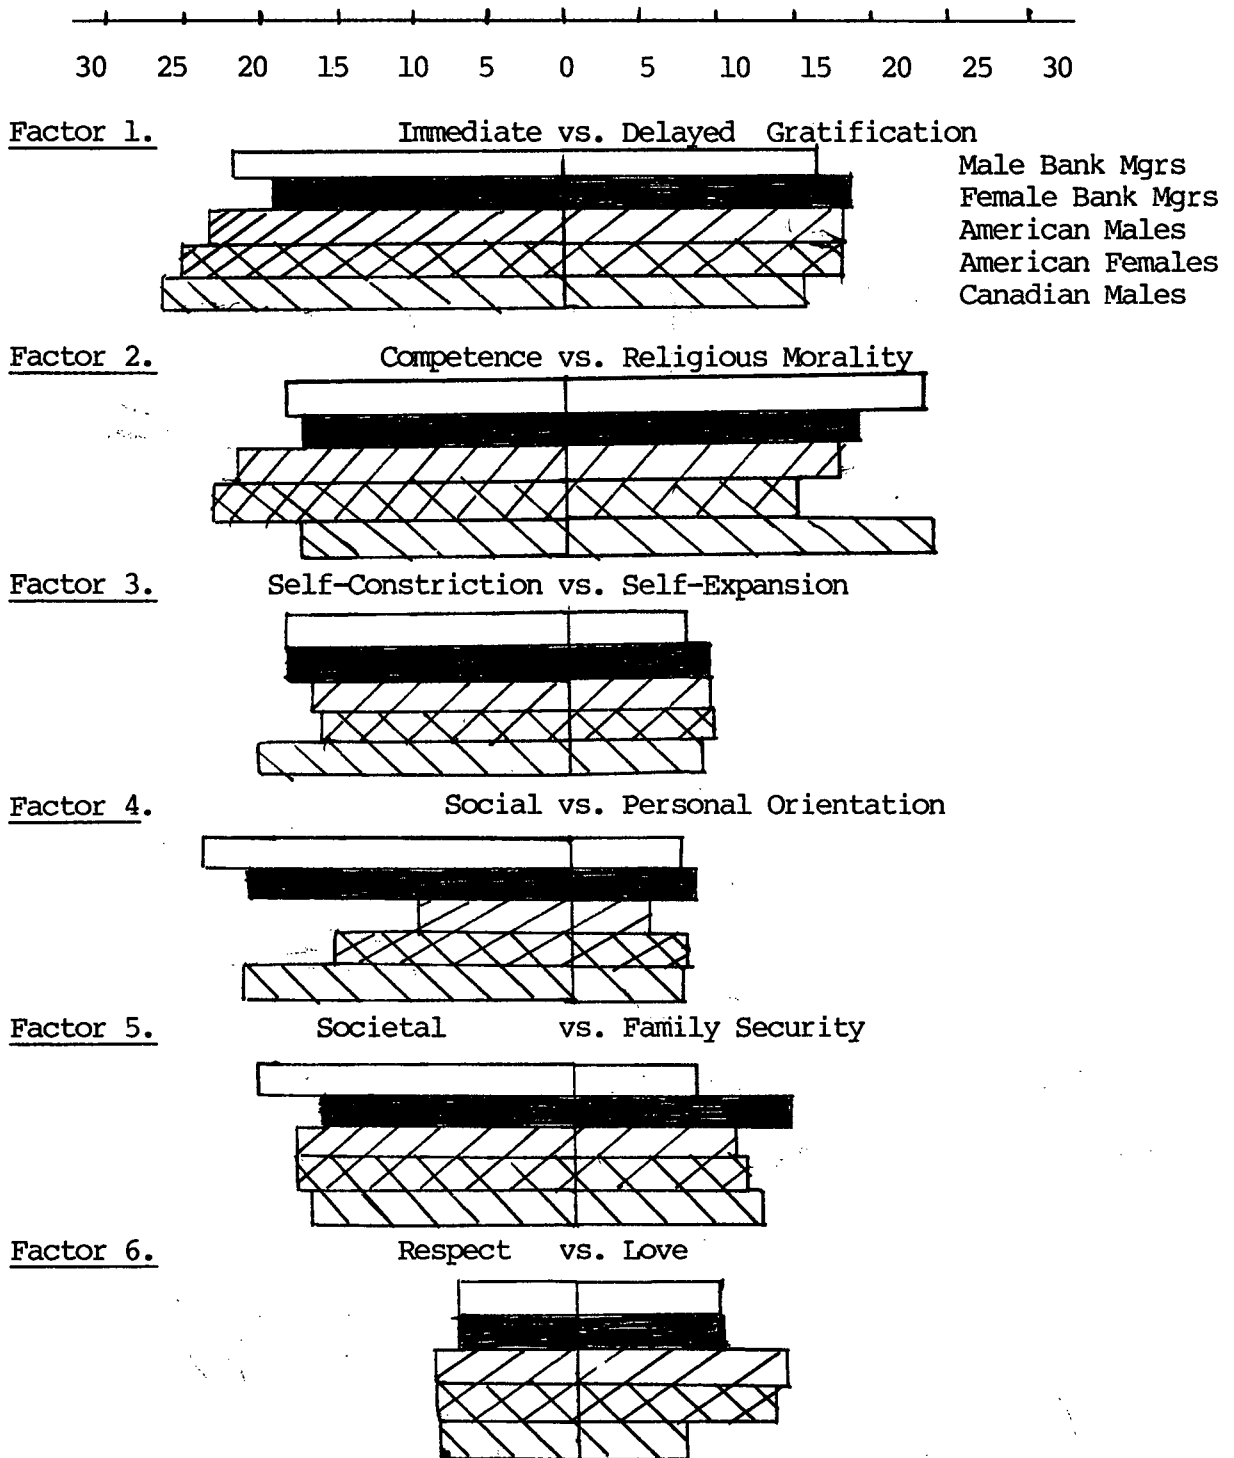 30 25 20 15 10 5 0 5 10 15 20 25 30
Factor 1. Immediate vs. Delayed Gratification
Male Bank Mgrs
Female Bank Mgrs
American Males
American Females
Canadian Males
Factor 2. Competence vs. Religious Morality
Factor 3. Self-Constriction vs. Self-Expansion
Factor 4. Social vs. Personal Orientation
Factor 5. Societal vs. Family Security
Factor 6. Respect vs. Love